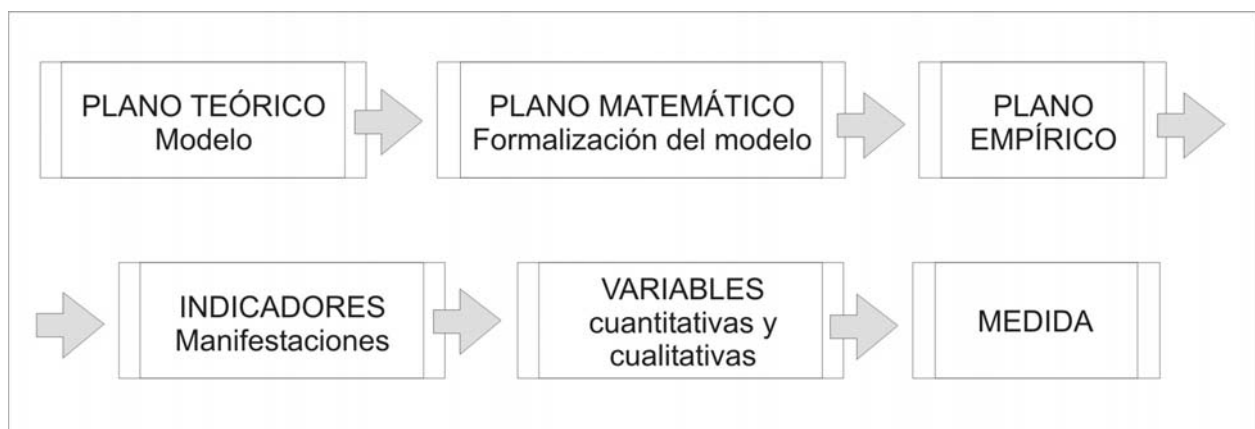 PLANO TEÓRICO
Modelo
PLANO MATEMÁTICO
Formalización del modelo
PLANO
EMPÍRICO
INDICADORES
Manifestaciones
VARIABLES
cuantitativas y
cualitativas
MEDIDA